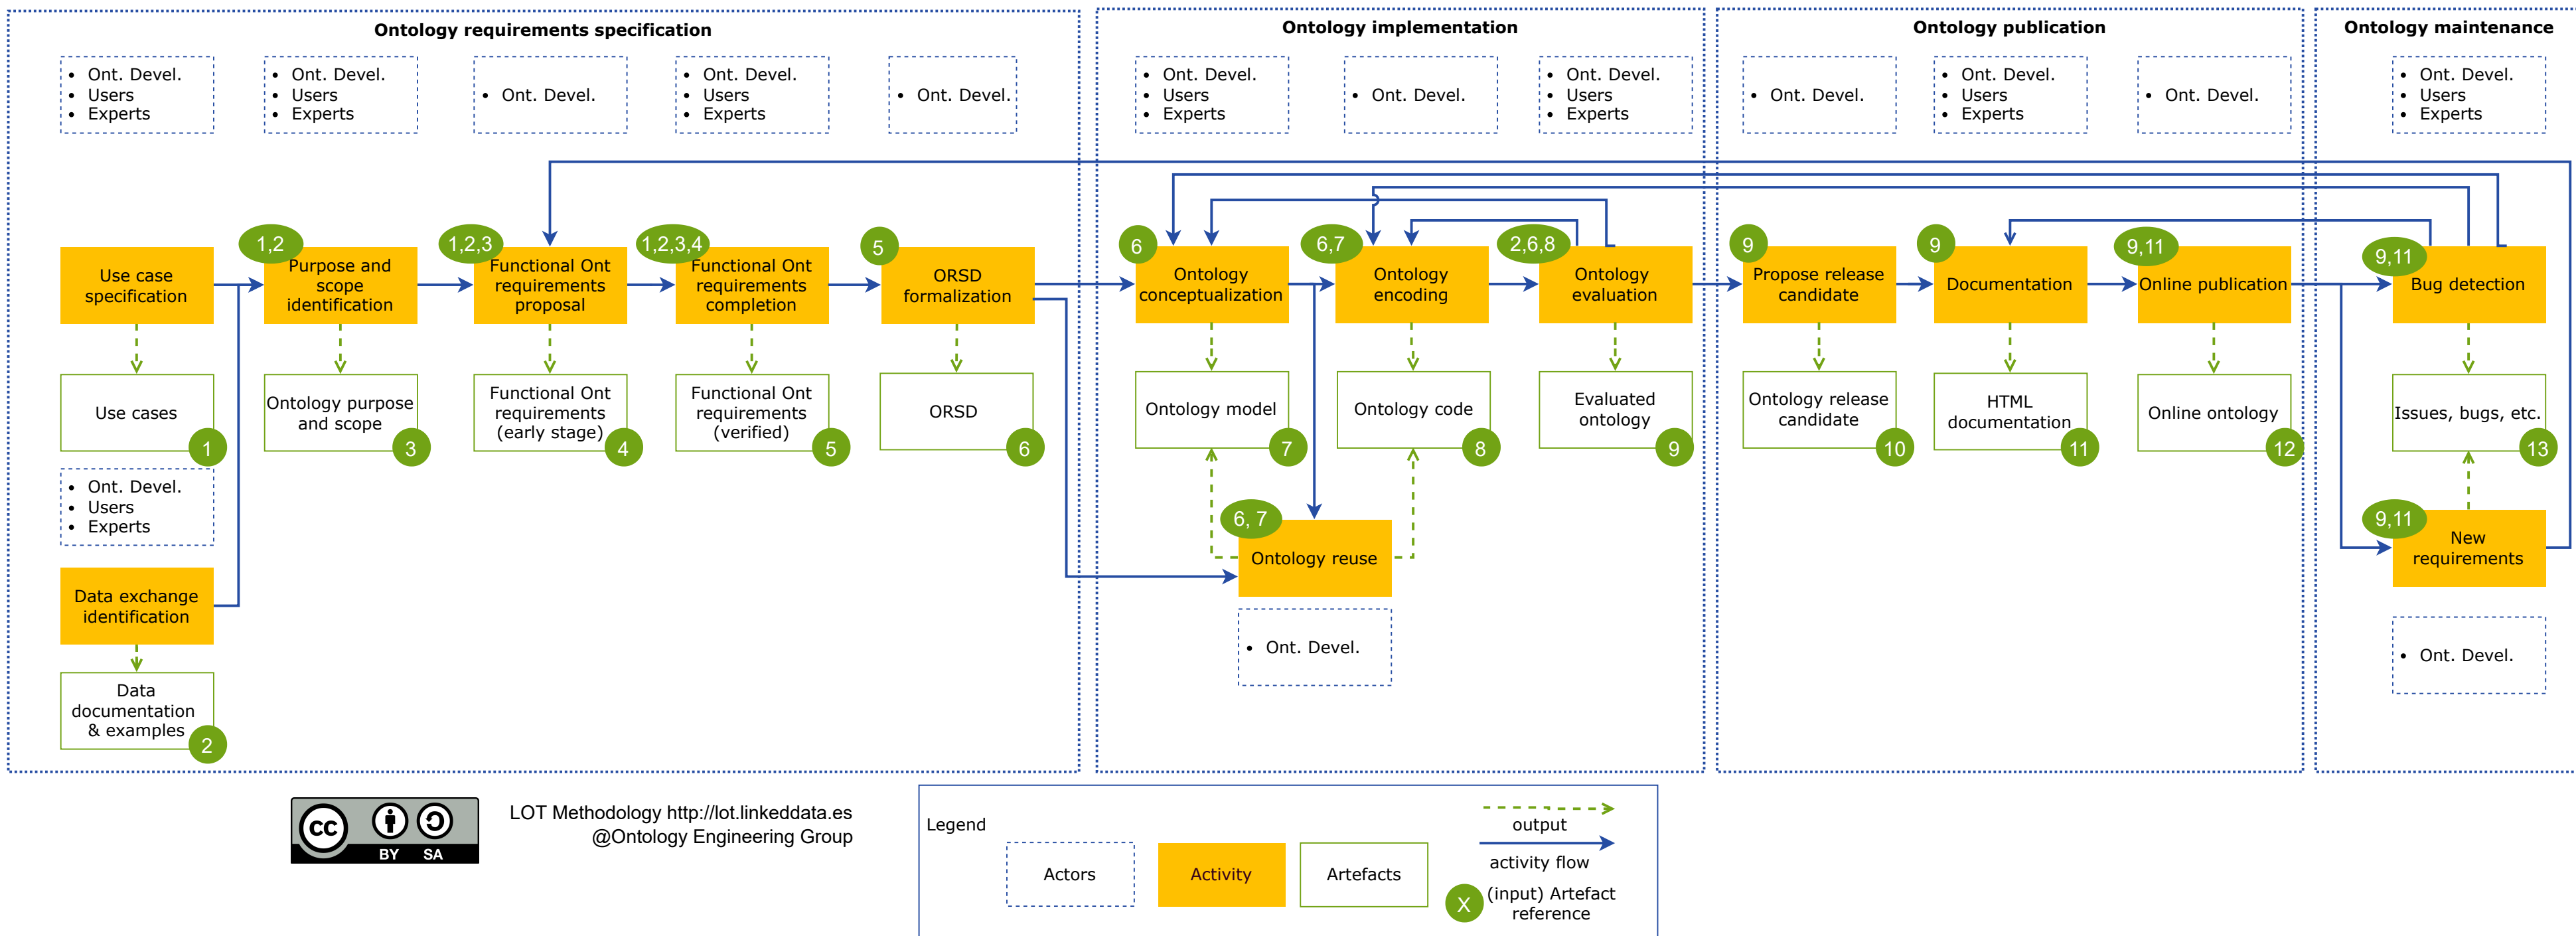 Ontology requirements specification
• Ont. Devel.
• Users
• Experts
• Ont. Devel.
• Users
• Experts
• Ont. Devel.
• Ont. Devel.
• Users
• Experts
• Ont. Devel.
1,2
1,2,3
1,2,3,4
5
Use case
specification
Purpose and
scope
identification
Functional Ont
requirements
proposal
Functional Ont
requirements
completion
ORSD
formalization
Use cases
1
Ontology purpose
and scope
3
Functional Ont
requirements
(early stage)
4
Functional Ont
requirements
(verified)
5
ORSD
6
• Ont. Devel.
• Users
• Experts
Data exchange
identification
Data
documentation
& examples
2
Ontology implementation
• Ont. Devel.
• Users
• Experts
• Ont. Devel.
• Ont. Devel.
• Users
• Experts
6
6,7
2,6,8
Ontology
conceptualization
Ontology
encoding
Ontology
evaluation
Ontology model
7
Ontology code
8
Evaluated
ontology
9
6, 7
Ontology reuse
• Ont. Devel.
Ontology publication
• Ont. Devel.
• Ont. Devel.
• Users
• Experts
• Ont. Devel.
9
9
9,11
Propose release
candidate
Documentation
Online publication
Ontology release
candidate
10
HTML
documentation
11
Online ontology
12
Ontology maintenance
• Ont. Devel.
• Users
• Experts
9,11
Bug detection
Issues, bugs, etc.
13
9,11
New
requirements
• Ont. Devel.
cc
BY SA
LOT Methodology http://lot.linkeddata.es
@Ontology Engineering Group
Legend
Actors
Activity
Artefacts
output
activity flow
X
(input) Artefact
reference